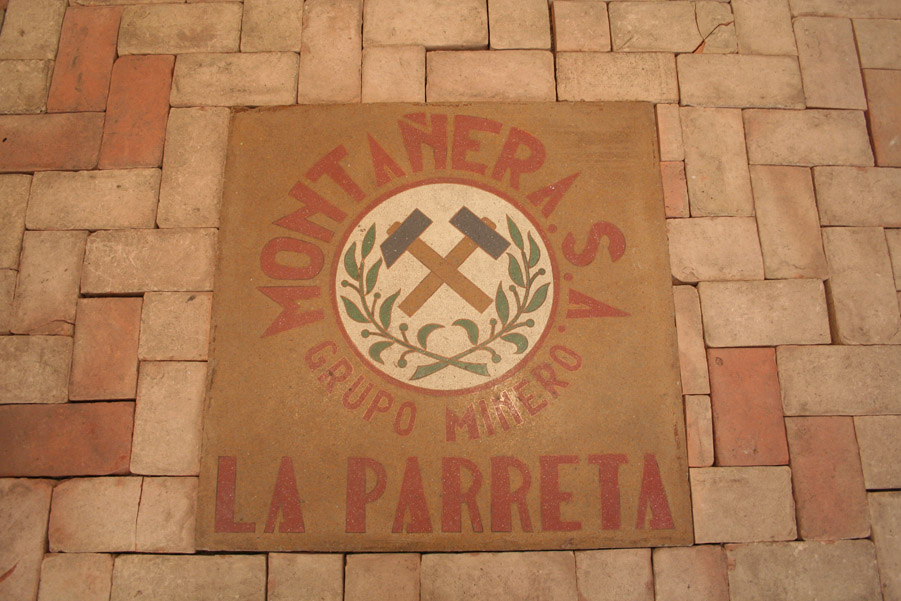 MONTAÑERA. S. A.
GRUPO MINERO
LA PARRETA